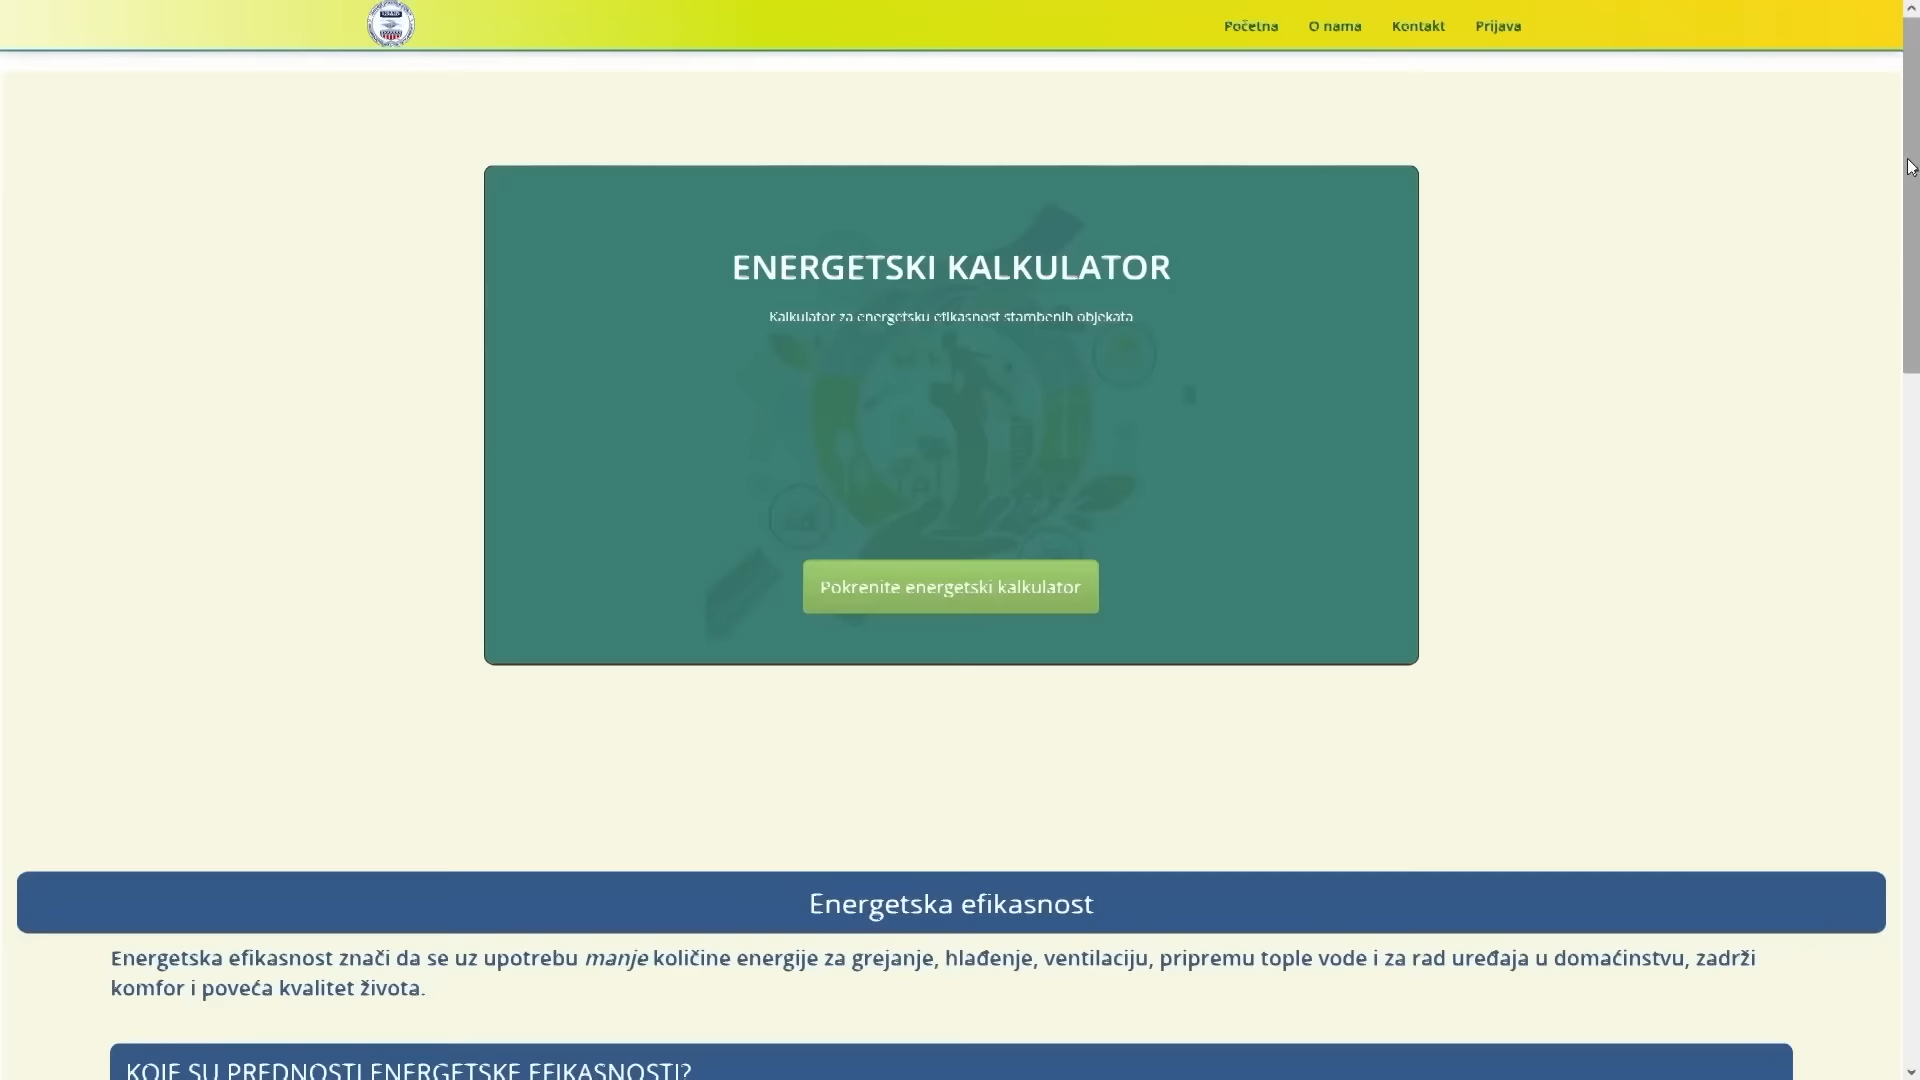 Početna O nama Kontakt Prijava
ENERGETSKI KALKULATOR
Kalkulator za energetsku efikasnost stambenih objekata
Pokrenite energetski kalkulator
Energetska efikasnost
Energetska efikasnost znači da se uz upotrebu manje količine energije za grejanje, hlađenje, ventilaciju, pripremu tople vode i za rad uređaja u domaćinstvu, zadrži
komfor i poveća kvalitet života.
KOJE SU PREDNOSTI ENERGETSKE EFIKASNOSTI?